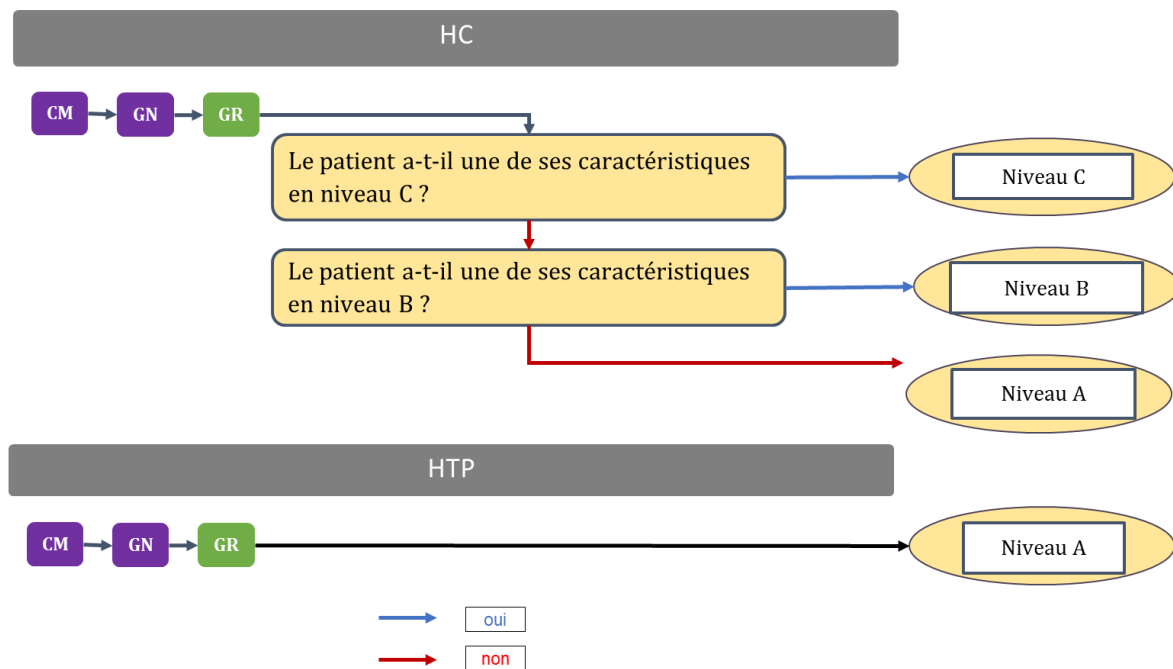 HC
CM
GN
GR
Le patient a-t-il une de ses caractéristiques
en niveau C ?
Niveau C
Le patient a-t-il une de ses caractéristiques
en niveau B ?
Niveau B
Niveau A
HTP
CM
GN
GR
Niveau A
oui
non